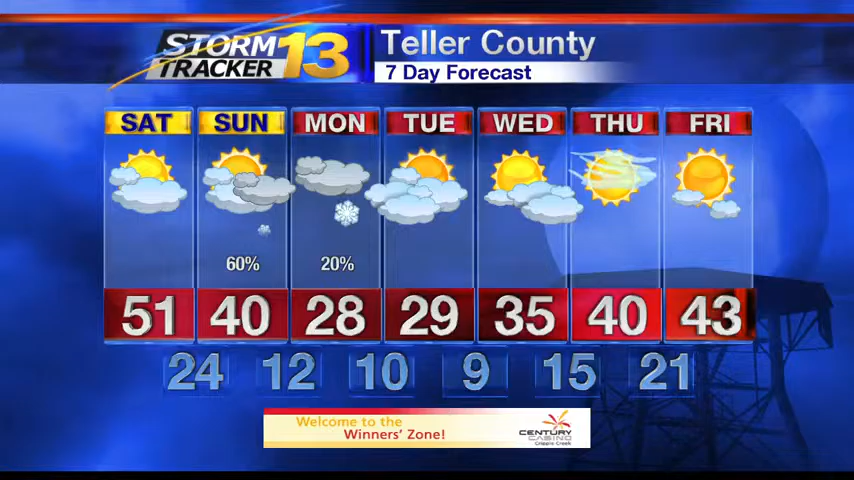 STORM
TRACKER
13
Teller County
7 Day Forecast
SAT SUN MON TUE WED THU FRI
60% 20%
51 40 28 29 35 40 43
24 12 10 9 15 21
Welcome to the
Winners' Zone!
CENTURY
CASINO
Cripple Creek